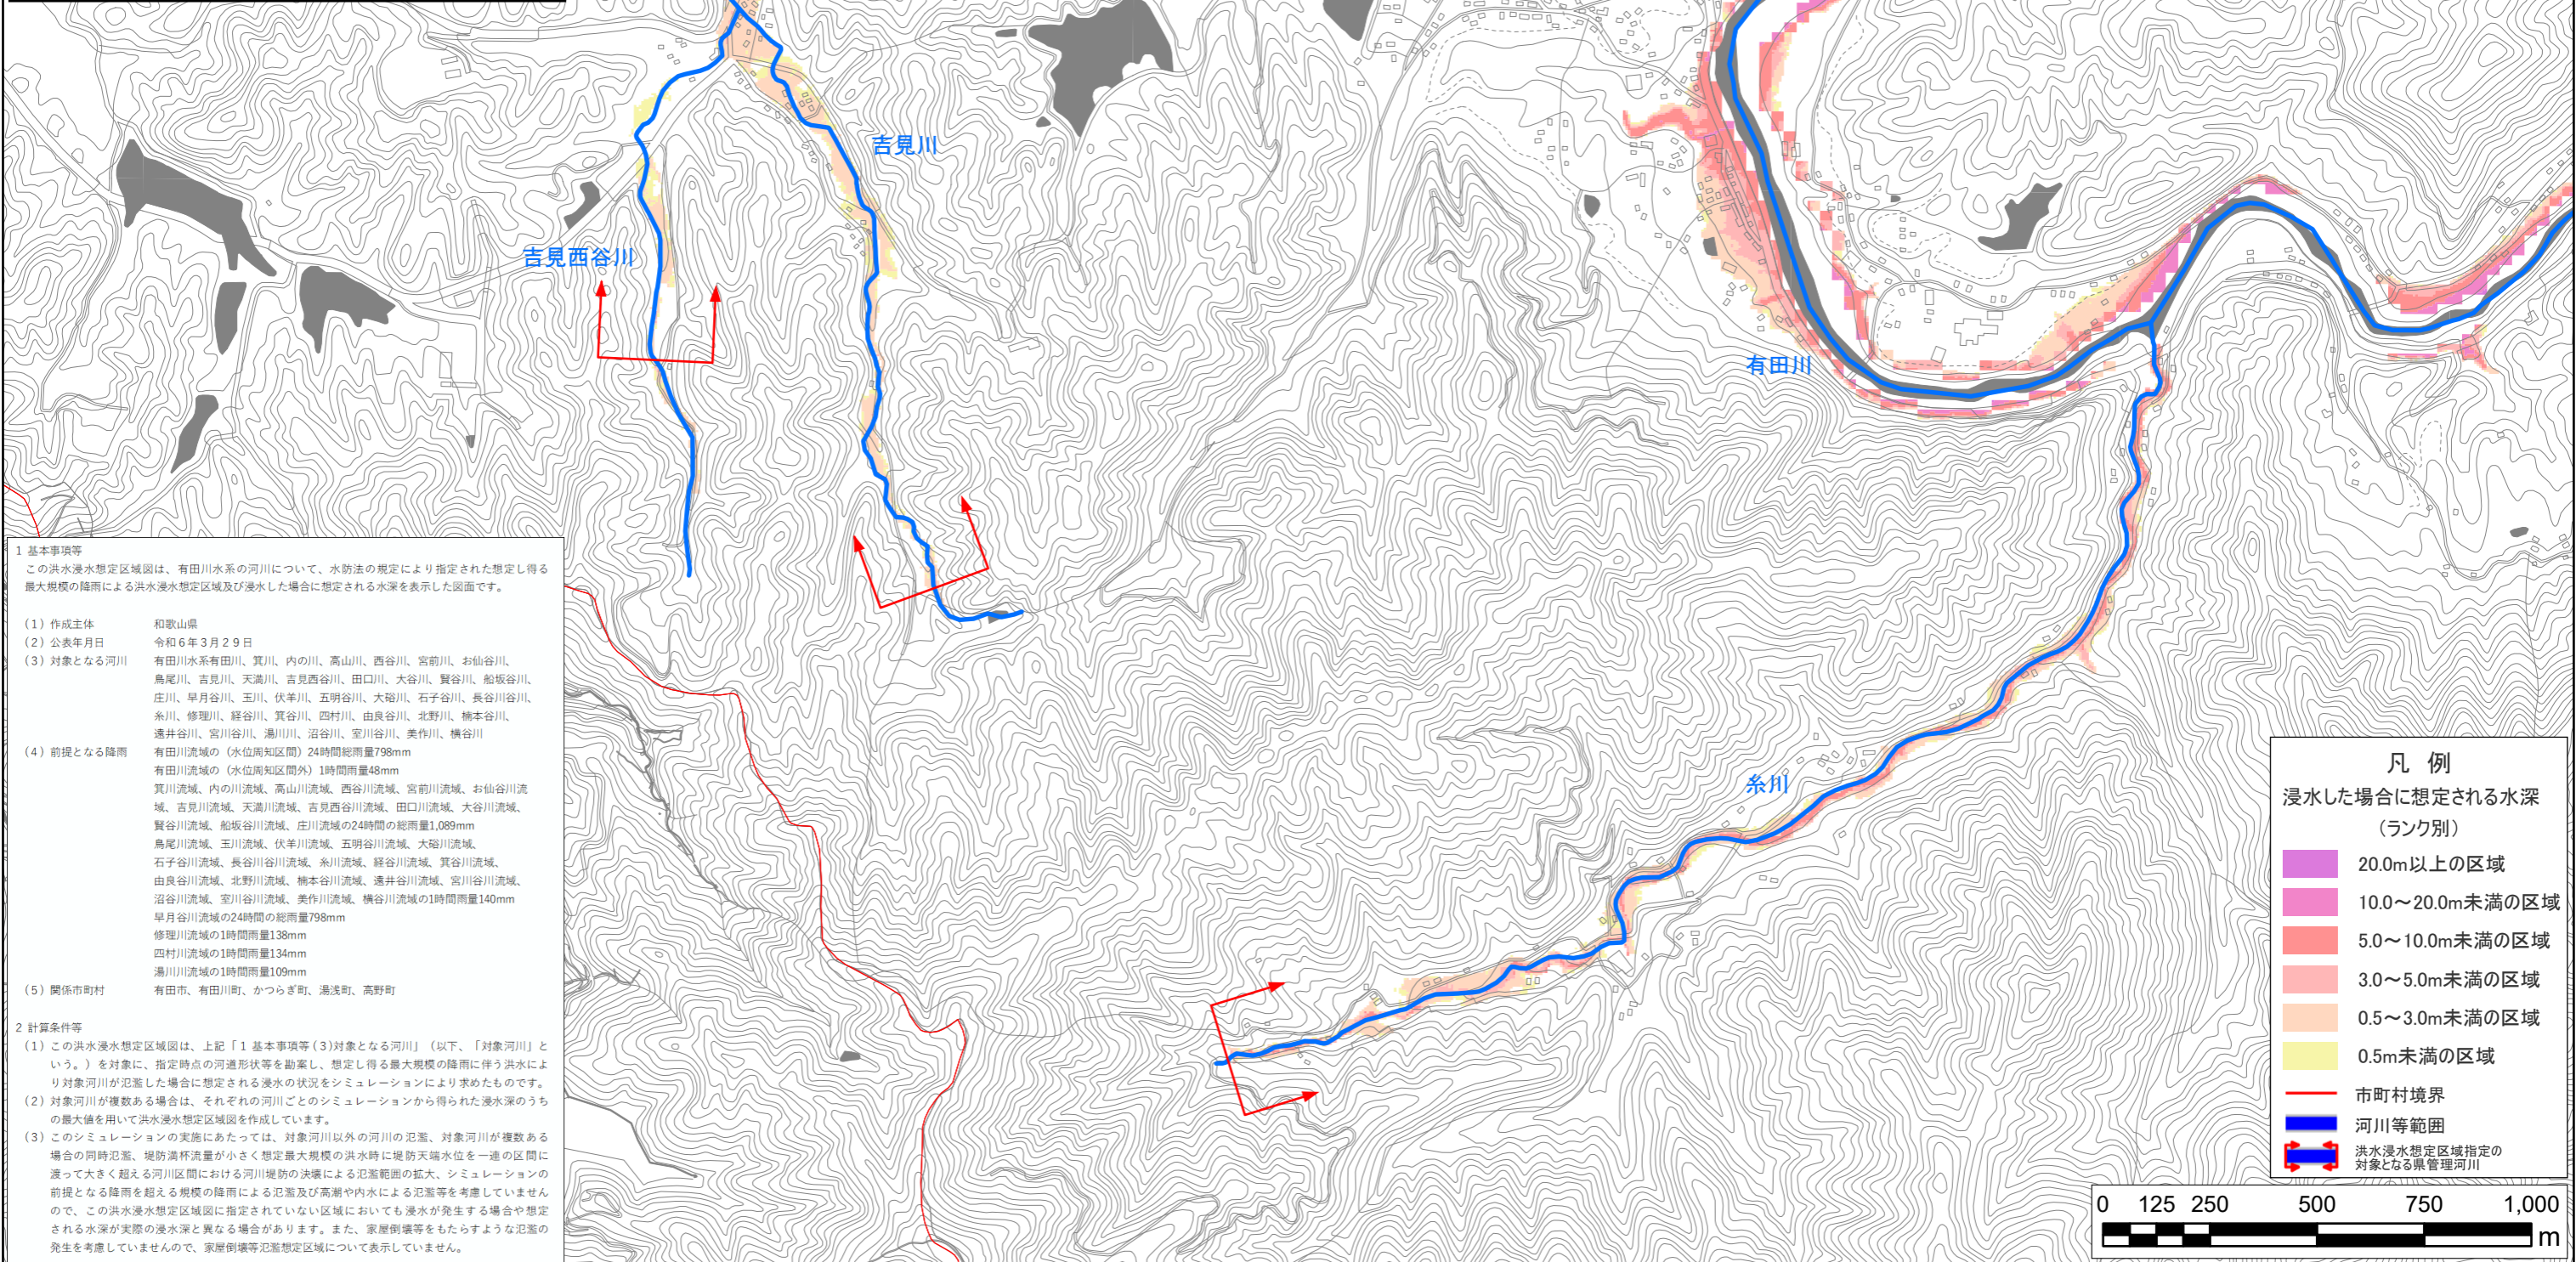 吉見川
吉見西谷川
有田川
糸川
1 基本事項等
この洪水浸水想定区域図は、有田川水系の河川について、水防法の規定により指定された想定し得る
最大規模の降雨による洪水浸水想定区域及び浸水した場合に想定される水深を表示した図面です。
(1) 作成主体 和歌山県
(2) 公表年月日 令和6年3月29日
(3) 対象となる河川 有田川水系有田川、箕川、内の川、高山川、西谷川、宮前川、お仙谷川、
鳥尾川、吉見川、天満川、吉見西谷川、田口川、大谷川、賢谷川、船坂谷川、
庄川、早月谷川、玉川、伏羊川、五明谷川、大硲川、石子谷川、長谷川谷川、
糸川、修理川、経谷川、箕谷川、四村川、由良谷川、北野川、楠本谷川、
遠井谷川、宮川谷川、湯川川、沼谷川、室川谷川、美作川、横谷川
(4) 前提となる降雨 有田川流域の（水位周知区間）24時間総雨量798mm
有田川流域の（水位周知区間外）1時間雨量48mm
箕川流域、内の川流域、高山川流域、西谷川流域、宮前川流域、お仙谷川流
域、吉見川流域、天満川流域、吉見西谷川流域、田口川流域、大谷川流域、
賢谷川流域、船坂谷川流域、庄川流域の24時間の総雨量1,089mm
鳥尾川流域、玉川流域、伏羊川流域、五明谷川流域、大硲川流域、
石子谷川流域、長谷川谷川流域、糸川流域、経谷川流域、箕谷川流域、
由良谷川流域、北野川流域、楠本谷川流域、遠井谷川流域、宮川谷川流域、
沼谷川流域、室川谷川流域、美作川流域、横谷川流域の1時間雨量140mm
早月谷川流域の24時間の総雨量798mm
修理川流域の1時間雨量138mm
四村川流域の1時間雨量134mm
湯川川流域の1時間雨量109mm
(5) 関係市町村 有田市、有田川町、かつらぎ町、湯浅町、高野町
2 計算条件等
(1) この洪水浸水想定区域図は、上記「1 基本事項等(3)対象となる河川」（以下、「対象河川」と
いう。）を対象に、指定時点の河道形状等を勘案し、想定し得る最大規模の降雨に伴う洪水によ
り対象河川が氾濫した場合に想定される浸水の状況をシミュレーションにより求めたものです。
(2) 対象河川が複数ある場合は、それぞれの河川ごとのシミュレーションから得られた浸水深のうち
の最大値を用いて洪水浸水想定区域図を作成しています。
(3) このシミュレーションの実施にあたっては、対象河川以外の河川の氾濫、対象河川が複数ある
場合の同時氾濫、堤防満杯流量が小さく想定最大規模の洪水時に堤防天端水位を一連の区間に
渡って大きく超える河川区間における河川堤防の決壊による氾濫範囲の拡大、シミュレーションの
前提となる降雨を超える規模の降雨による氾濫及び高潮や内水による氾濫等を考慮していません
ので、この洪水浸水想定区域図に指定されていない区域においても浸水が発生する場合や想定
される水深が実際の浸水深と異なる場合があります。また、家屋倒壊等をもたらすような氾濫の
発生を考慮していませんので、家屋倒壊等氾濫想定区域について表示していません。
凡 例
浸水した場合に想定される水深
（ランク別）
20.0m以上の区域
10.0～20.0m未満の区域
5.0～10.0m未満の区域
3.0～5.0m未満の区域
0.5～3.0m未満の区域
0.5m未満の区域
市町村境界
河川等範囲
洪水浸水想定区域指定の
対象となる県管理河川
0 125 250 500 750 1,000
m